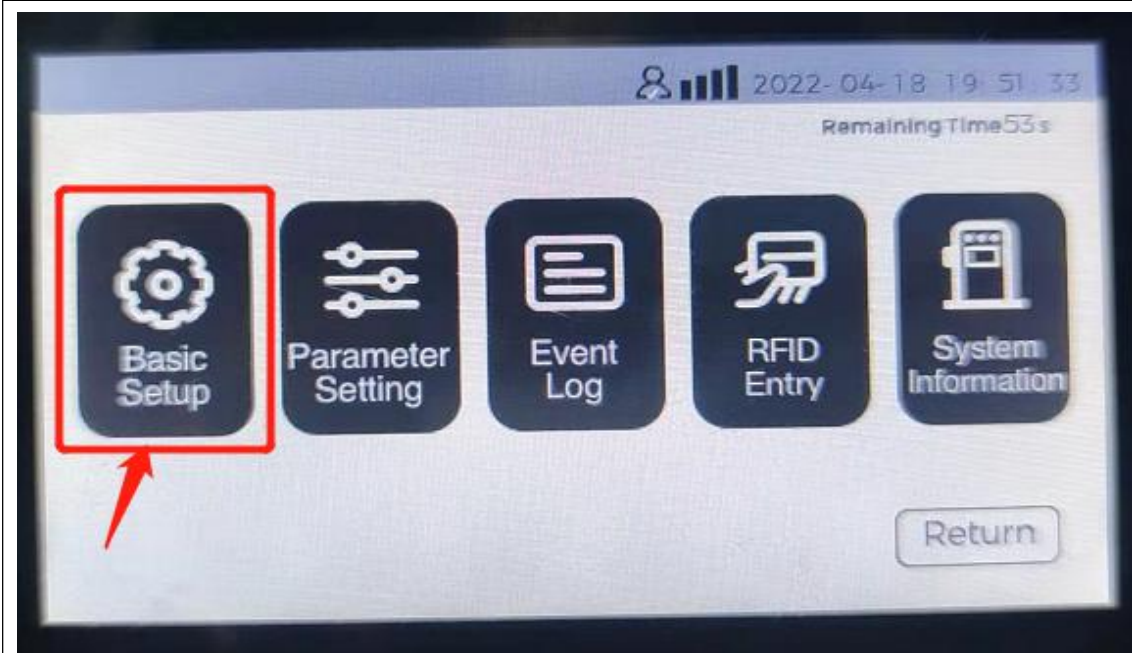 2022-04-18 19:51:33
Remaining Time53s
Basic
Setup
Parameter
Setting
Event
Log
RFID
Entry
System
Information
Return